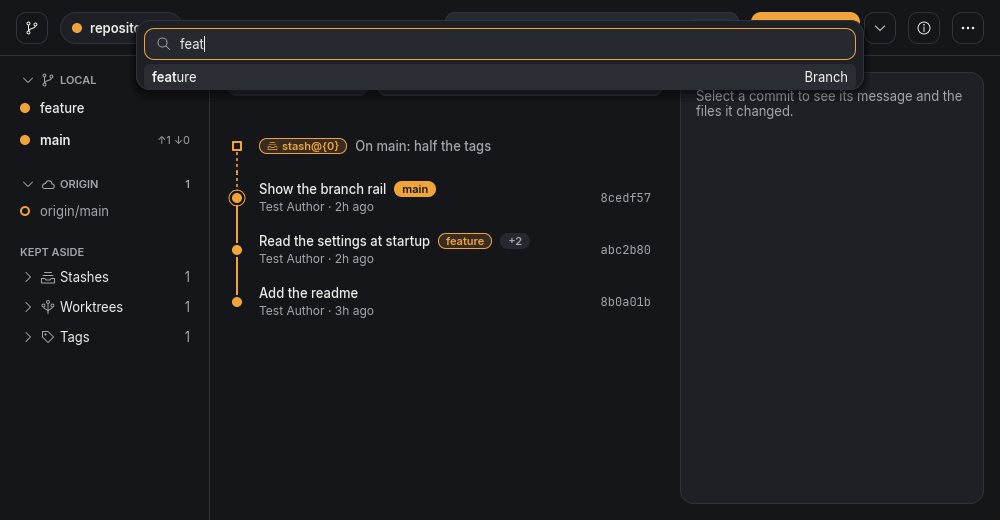 feat
feature Branch
LOCAL
feature
main ↑1 ↓0
ORIGIN 1
origin/main
KEPT ASIDE
Stashes 1
Worktrees 1
Tags 1
stash@{0} On main: half the tags
Show the branch rail main
Test Author · 2h ago 8cedf57
Read the settings at startup feature +2
Test Author · 2h ago abc2b80
Add the readme
Test Author · 3h ago 8b0a01b
Select a commit to see its message and the
files it changed.